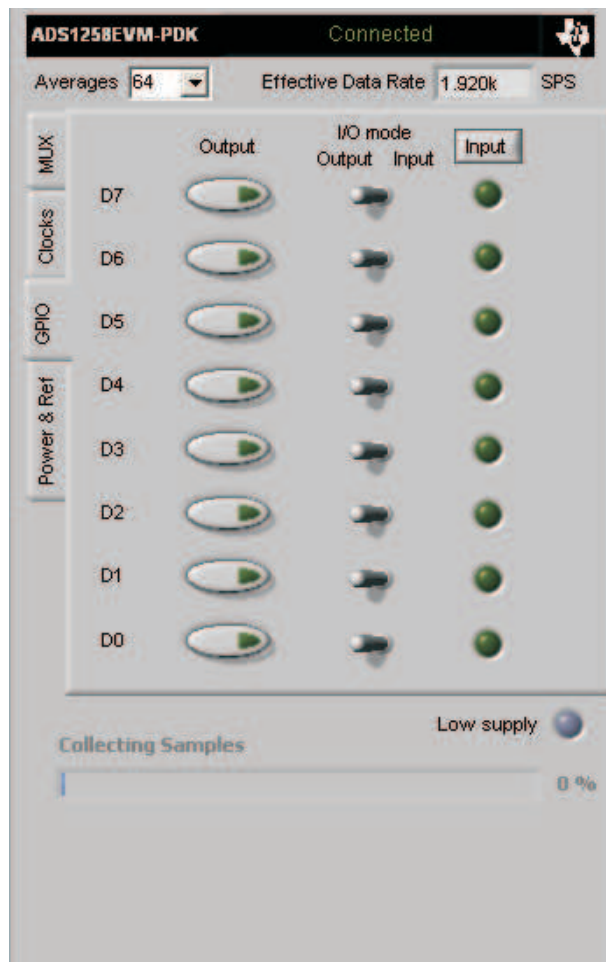 ADS1258EVM-PDK Connected
Averages 64 Effective Data Rate 1.920k SPS
MUX
Clocks
GPIO
Power & Ref
Output I/O mode Input
Output Input
D7
D6
D5
D4
D3
D2
D1
D0
Low supply
Collecting Samples
0 %